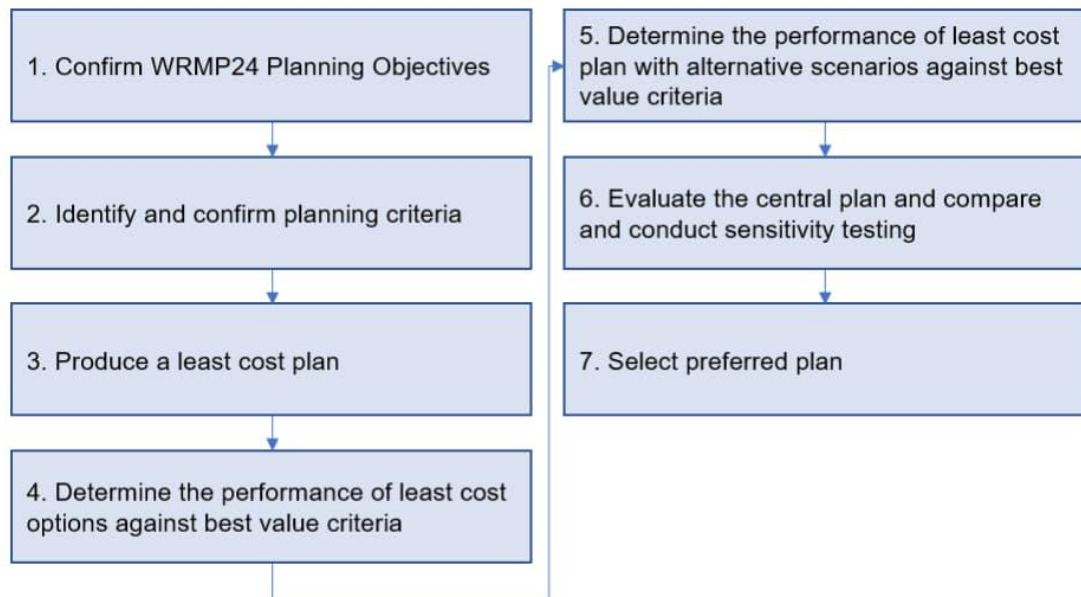 1. Confirm WRMP24 Planning Objectives
2. Identify and confirm planning criteria
3. Produce a least cost plan
4. Determine the performance of least cost
options against best value criteria
5. Determine the performance of least cost
plan with alternative scenarios against best
value criteria
6. Evaluate the central plan and compare
and conduct sensitivity testing
7. Select preferred plan